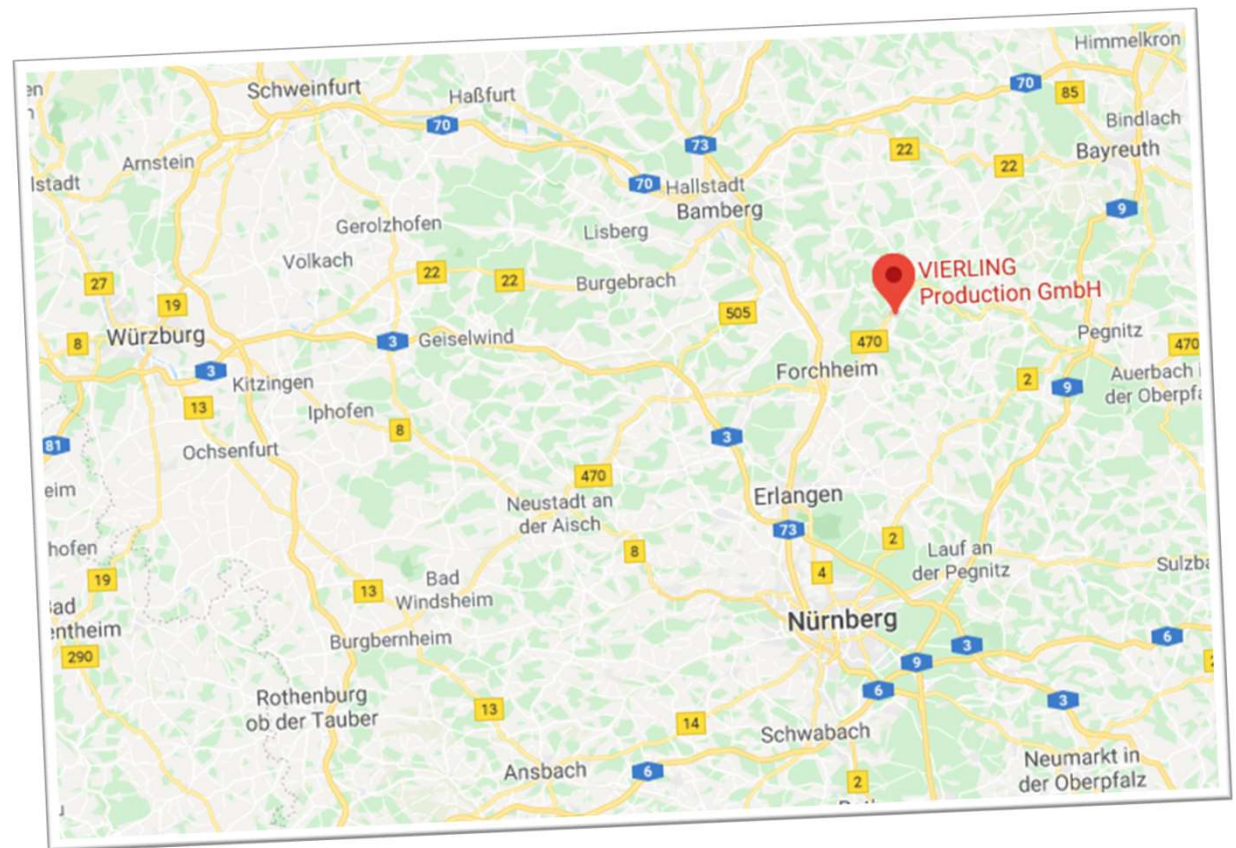 Himmelkron
70
85
Schweinfurt
Haßfurt
70
73
Bindlach
Arnstein
22
22
Bayreuth
lstadt
70
Hallstadt
Bamberg
9
Gerolzhofen
Lisberg
Volkach
22
22
Burgebrach
VIERLING
Production GmbH
27
19
505
8
Würzburg
3
Geiselwind
470
Pegnitz
470
3
Kitzingen
Forchheim
2
9
Auerbach i
der Oberpfa
13
Iphofen
8
3
81
Ochsenfurt
470
eim
Neustadt an
der Aisch
Erlangen
73
2
hofen
8
Lauf an
der Pegnitz
Sulzba
19
13
Bad
Windsheim
4
Bad
entheim
Nürnberg
Burgbernheim
3
6
290
9
Rothenburg
ob der Tauber
6
3
13
14
Schwabach
Ansbach
6
2
Neumarkt in
der Oberpfalz